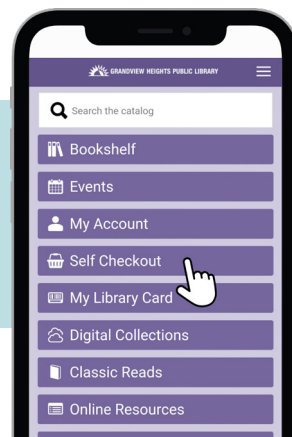 GRANDVIEW HEIGHTS PUBLIC LIBRARY
Search the catalog
Bookshelf
Events
My Account
Self Checkout
My Library Card
Digital Collections
Classic Reads
Online Resources